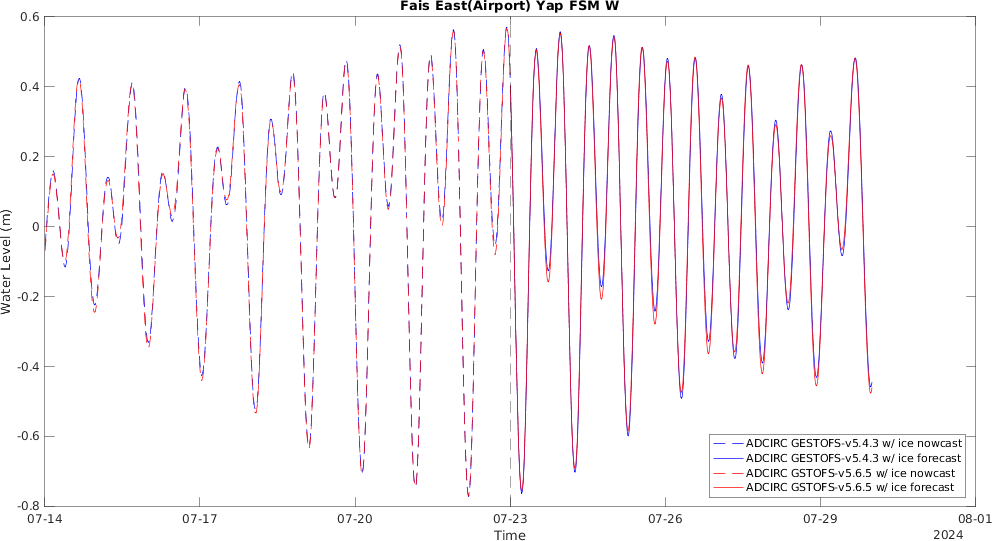 Fais East(Airport) Yap FSM W
0.6
0.4
0.2
0
-0.2
-0.4
-0.6
-0.8
Water Level (m)
ADCIRC GESTOFS-v5.4.3 w/ ice nowcast
ADCIRC GESTOFS-v5.4.3 w/ ice forecast
ADCIRC GSTOFS-v5.6.5 w/ ice nowcast
ADCIRC GSTOFS-v5.6.5 w/ ice forecast
07-14 07-17 07-20 07-23 07-26 07-29 08-01
Time
2024